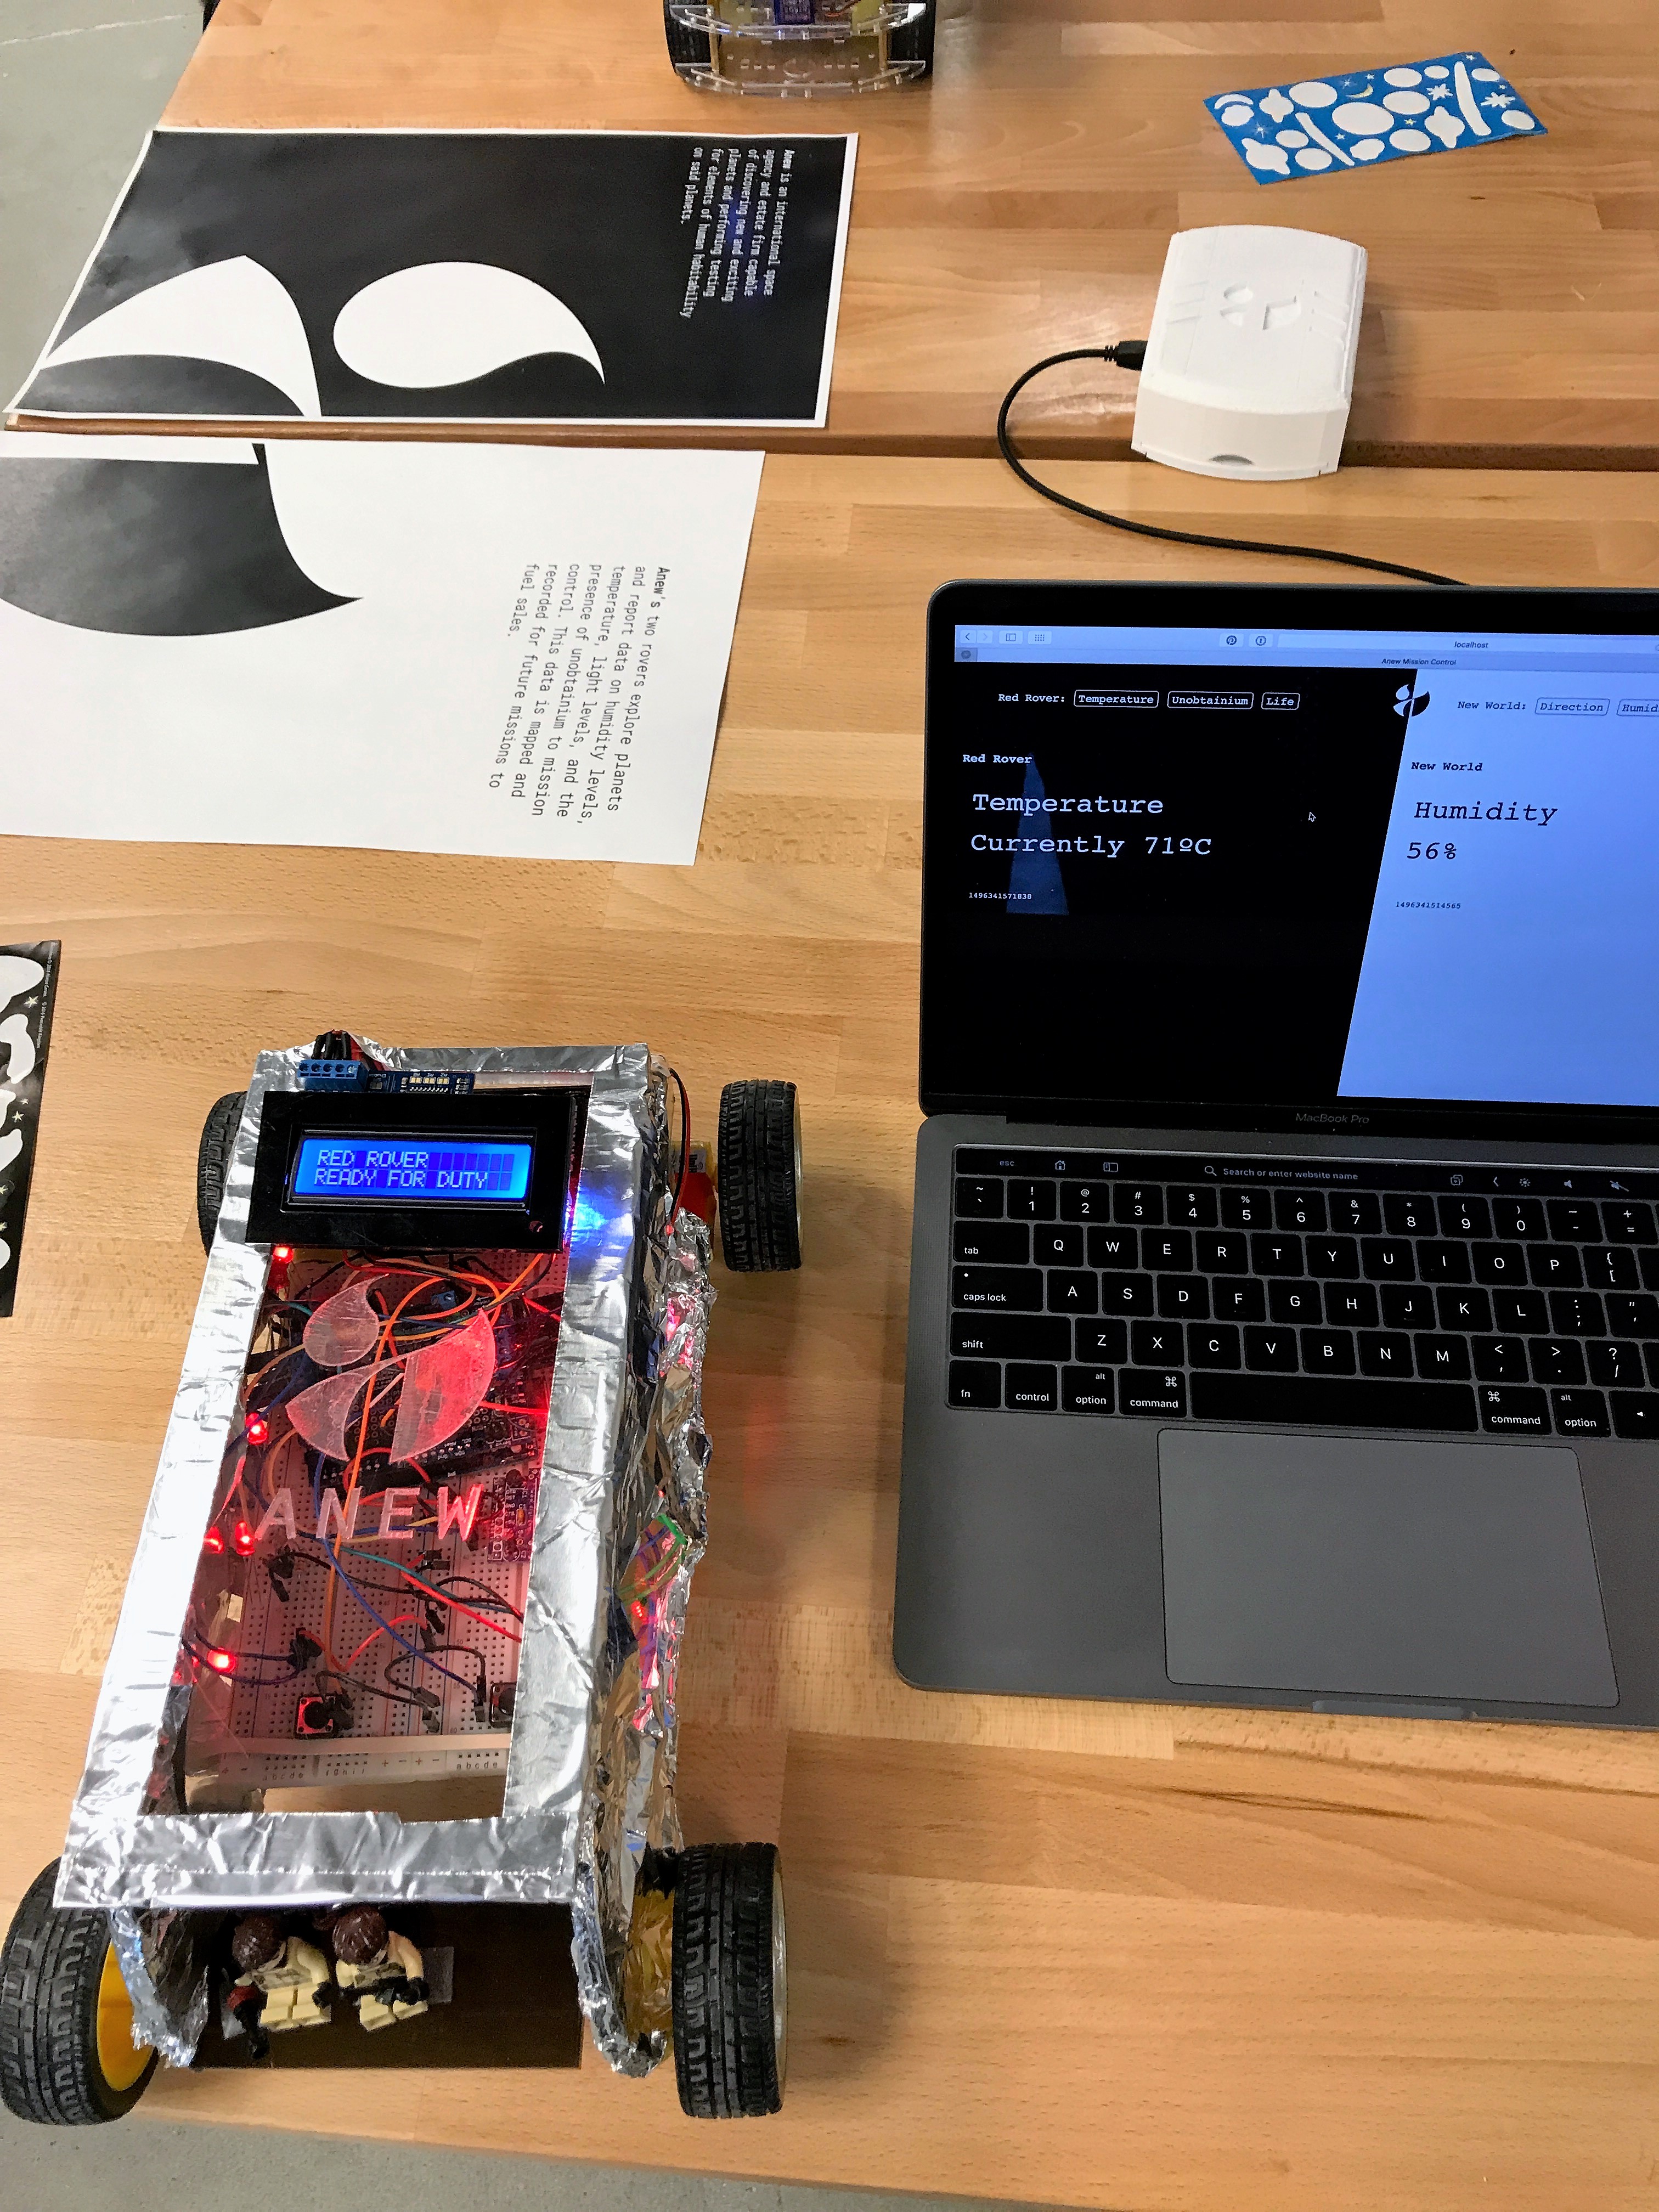 Anew is an international space
agency and estate firm capable
of discovering new and exciting
planets and performing testing
for elements of human habitability
on said planets.
Anew's two rovers explore planets
and report data on humidity levels,
temperature, light levels,
presence of unobtainium, and the
control. This data is mission
recorded for future mapped and
fuel sales.
localhost
Anew Mission Control
Red Rover: Temperature Unobtainium Life
New World: Direction
Red Rover
Temperature
Currently 71ºC
1496341571838
New World
Humidity
56%
1496341514565
MacBook Pro
RED ROVER
READY FOR DUTY
ANEW
esc
Search or enter website name
~ ! @ # $ % ^ & * ( ) — +
` 1 2 3 4 5 6 7 8 9 0 - =
tab Q W E R T Y U I O P { [
caps lock A S D F G H J K L : ; " '
shift Z X C V B N M < , > . ? /
fn control alt option ⌘ command ⌘ command alt option